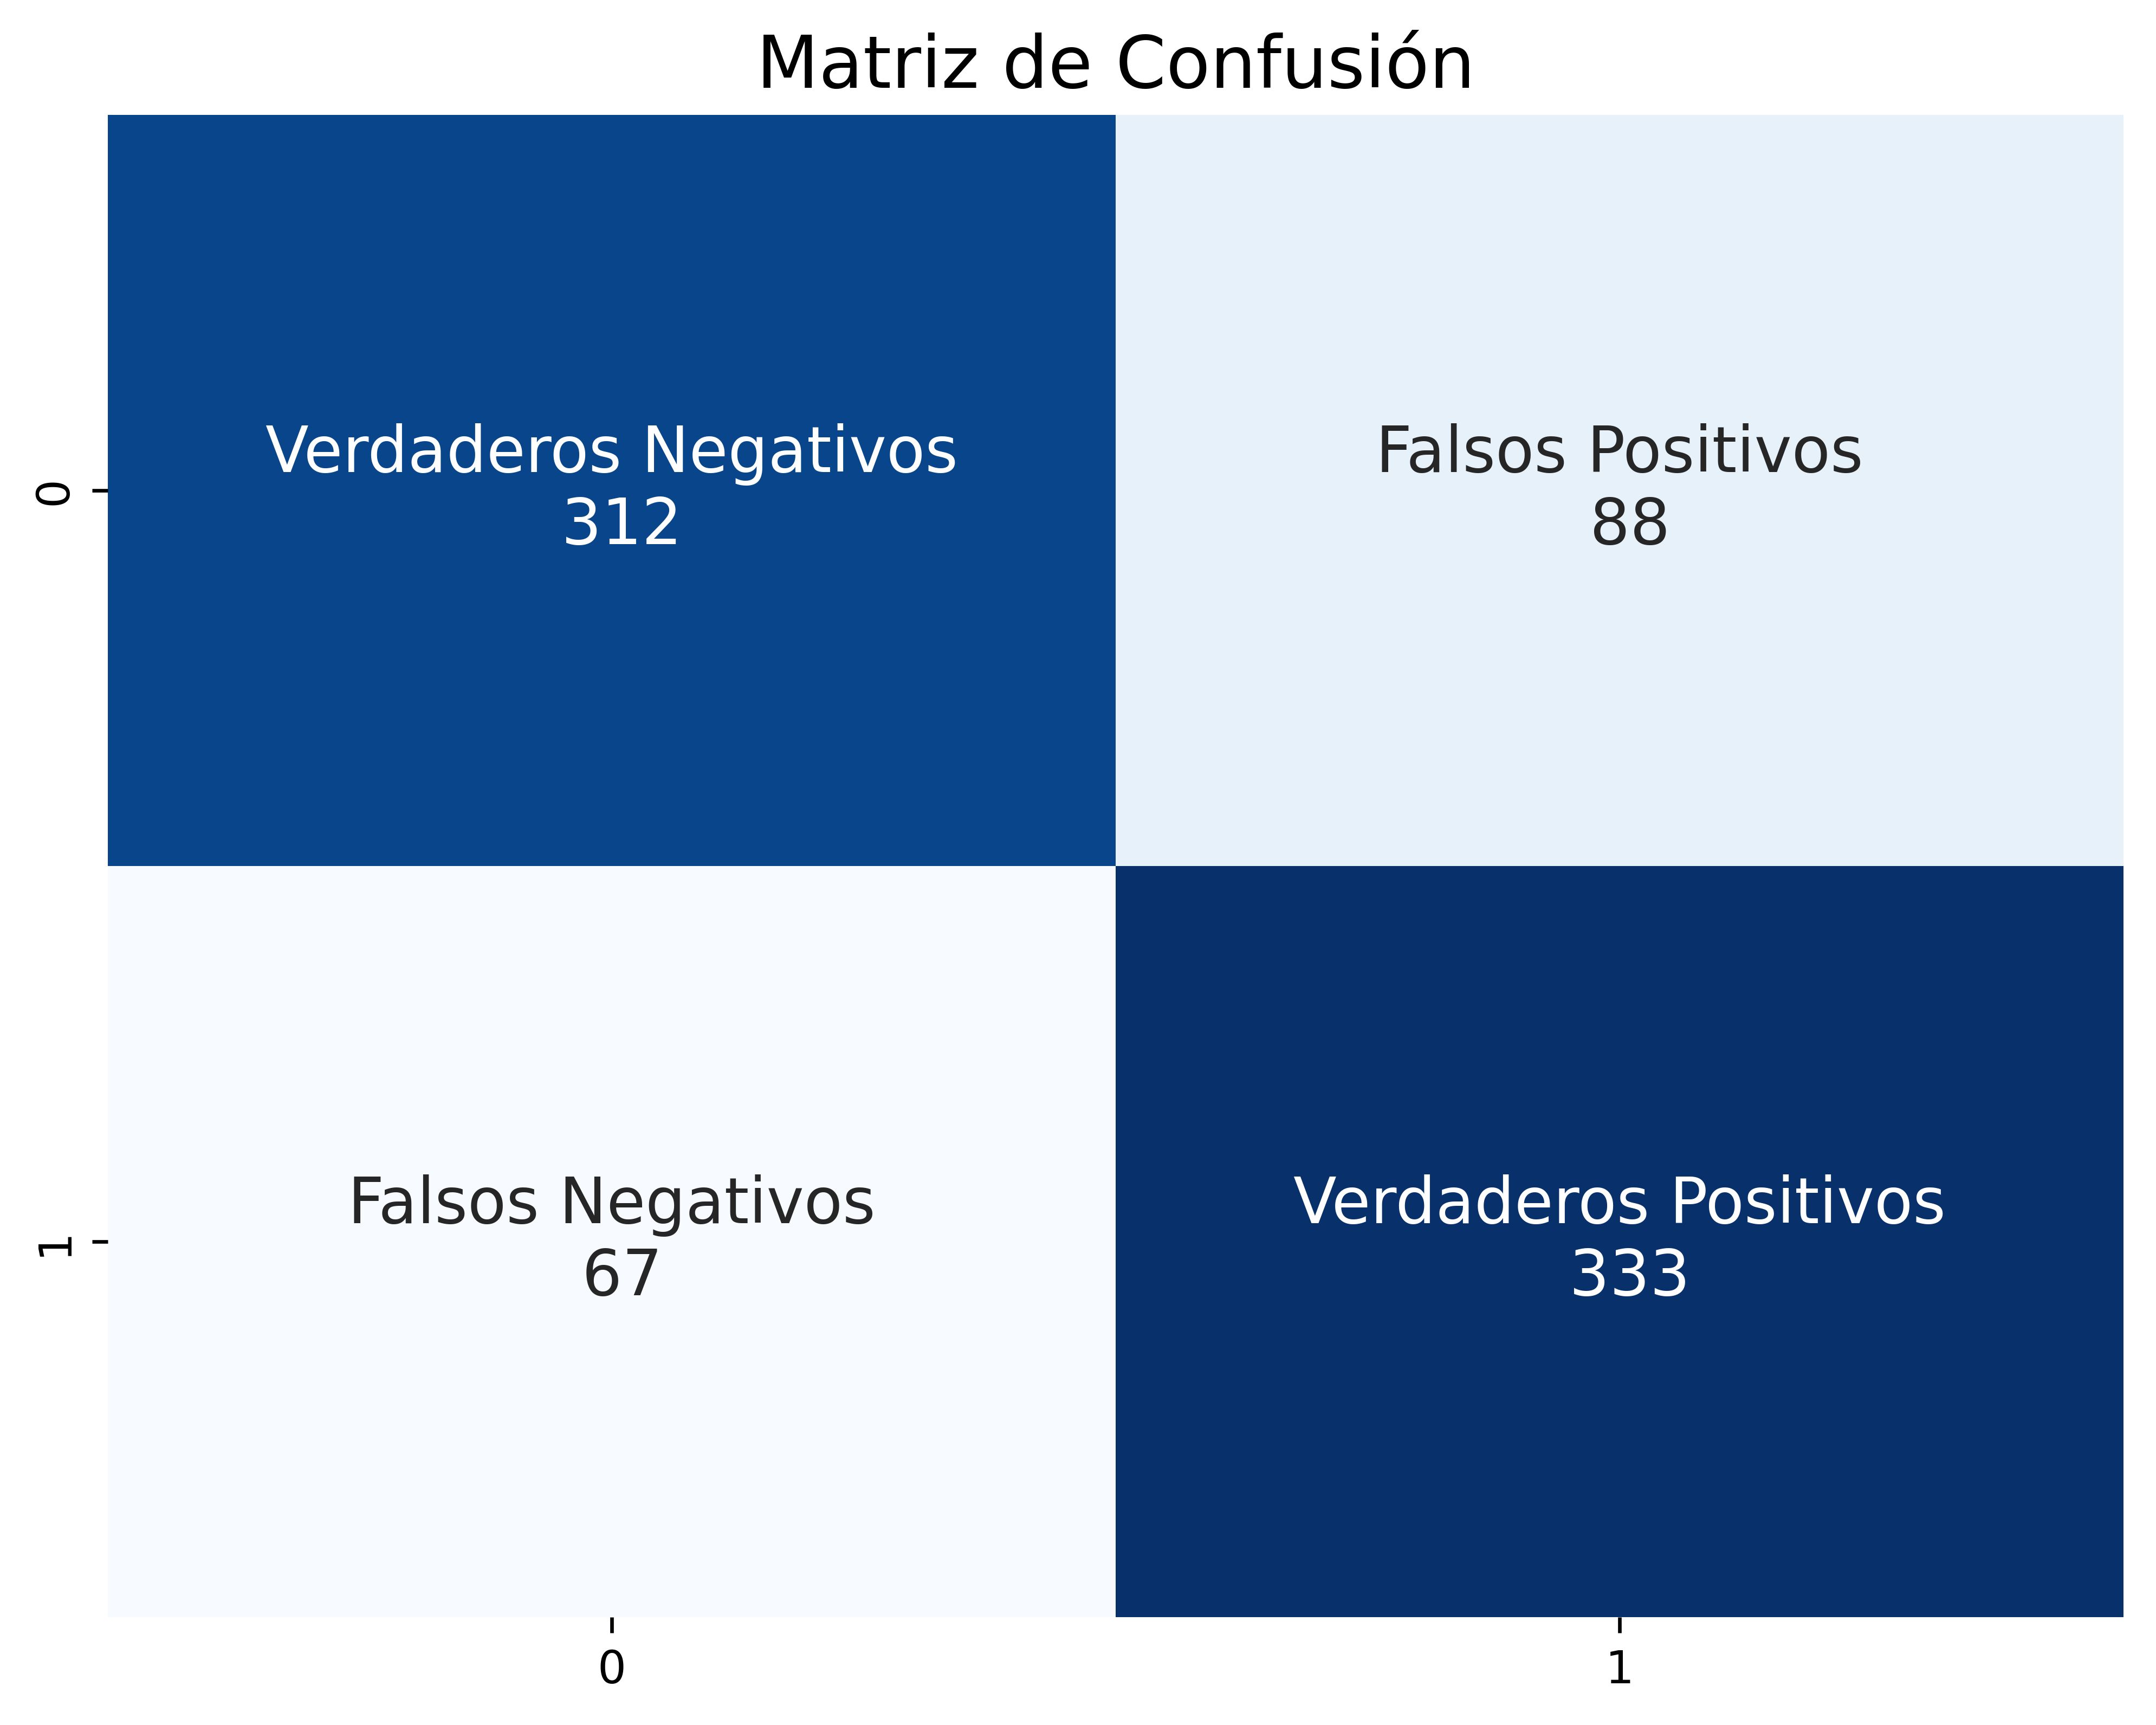 Matriz de Confusión
Verdaderos Negativos
312
Falsos Positivos
88
0
Falsos Negativos
67
Verdaderos Positivos
333
1
0
1